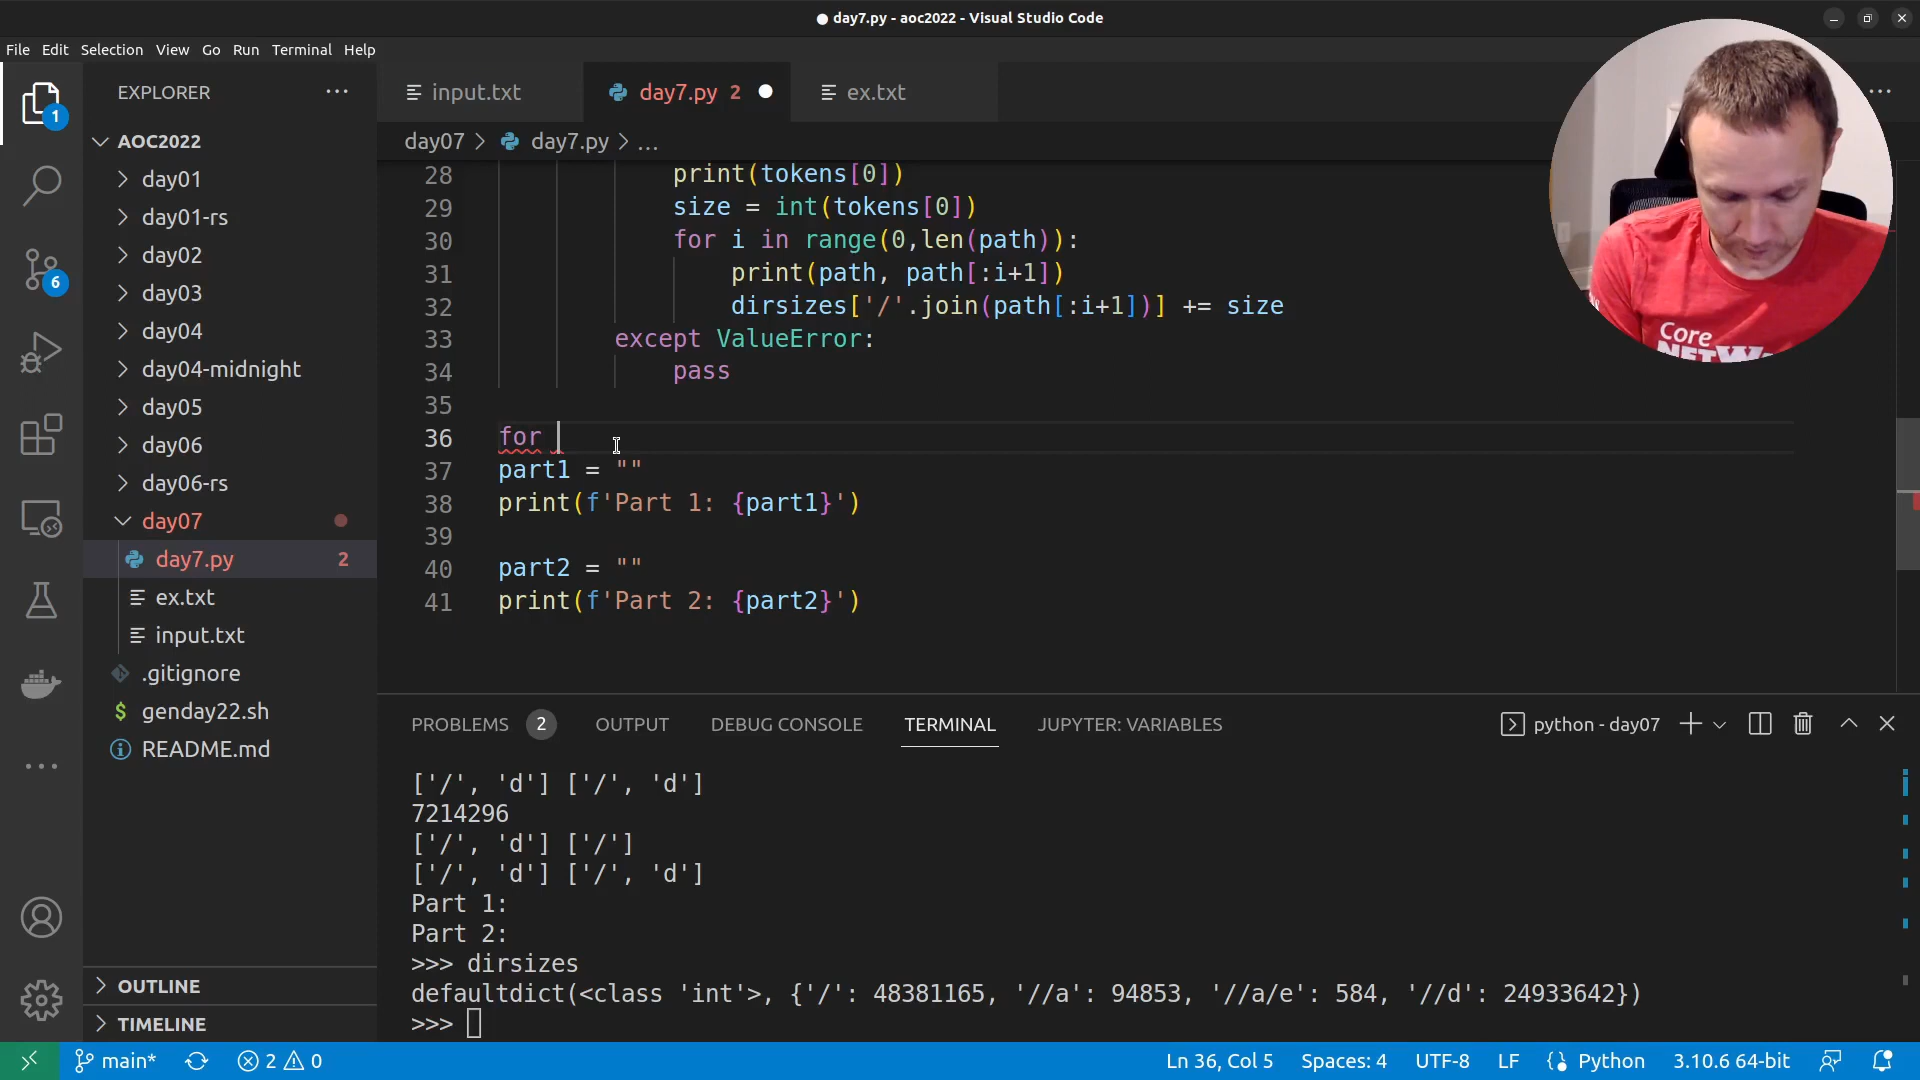 day7.py - aoc2022 - Visual Studio Code
File Edit Selection View Go Run Terminal Help
1
6
EXPLORER
AOC2022
day01
day01-rs
day02
day03
day04
day04-midnight
day05
day06
day06-rs
day07
day7.py 2
ex.txt
input.txt
.gitignore
$ genday22.sh
README.md
OUTLINE
TIMELINE
input.txt
day7.py 2
ex.txt
day07 > day7.py > ...
28 print(tokens[0])
29 size = int(tokens[0])
30 for i in range(0,len(path)):
31 print(path, path[:i+1])
32 dirsizes['/'.join(path[:i+1])] += size
33 except ValueError:
34 pass
35
36 for
37 part1 = ""
38 print(f'Part 1: {part1}')
39
40 part2 = ""
41 print(f'Part 2: {part2}')
Core
PROBLEMS 2 OUTPUT DEBUG CONSOLE TERMINAL JUPYTER: VARIABLES
python - day07
['/', 'd'] ['/', 'd']
7214296
['/', 'd'] ['/']
['/', 'd'] ['/', 'd']
Part 1:
Part 2:
>>> dirsizes
defaultdict(<class 'int'>, {'/': 48381165, '//a': 94853, '//a/e': 584, '//d': 24933642})
>>>
main* 2 0
Ln 36, Col 5 Spaces: 4 UTF-8 LF Python 3.10.6 64-bit